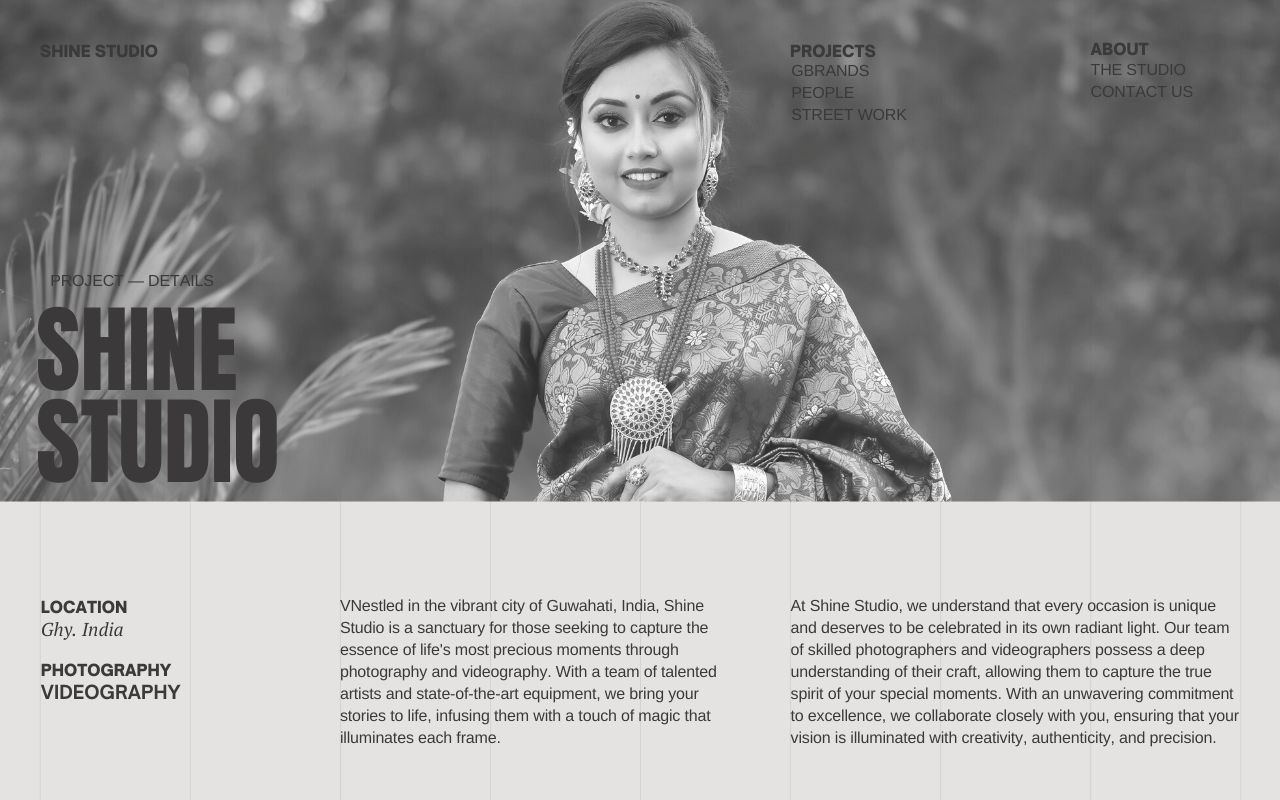 SHINE STUDIO
PROJECTS
GBRANDS
PEOPLE
STREET WORK
ABOUT
THE STUDIO
CONTACT US
PROJECT — DETAILS
SHINE
STUDIO
LOCATION
Ghy. India
PHOTOGRAPHY
VIDEOGRAPHY
VNestled in the vibrant city of Guwahati, India, Shine
Studio is a sanctuary for those seeking to capture the
essence of life's most precious moments through
photography and videography. With a team of talented
artists and state-of-the-art equipment, we bring your
stories to life, infusing them with a touch of magic that
illuminates each frame.
At Shine Studio, we understand that every occasion is unique
and deserves to be celebrated in its own radiant light. Our team
of skilled photographers and videographers possess a deep
understanding of their craft, allowing them to capture the true
spirit of your special moments. With an unwavering commitment
to excellence, we collaborate closely with you, ensuring that your
vision is illuminated with creativity, authenticity, and precision.